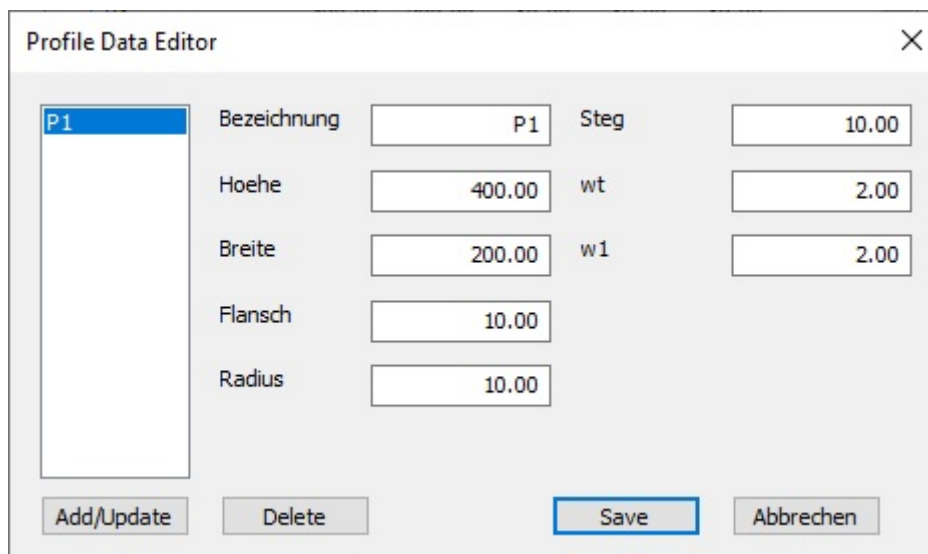 Profile Data Editor
P1
Bezeichnung P1 Steg 10.00
Hoehe 400.00 wt 2.00
Breite 200.00 w1 2.00
Flansch 10.00
Radius 10.00
Add/Update Delete Save Abbrechen